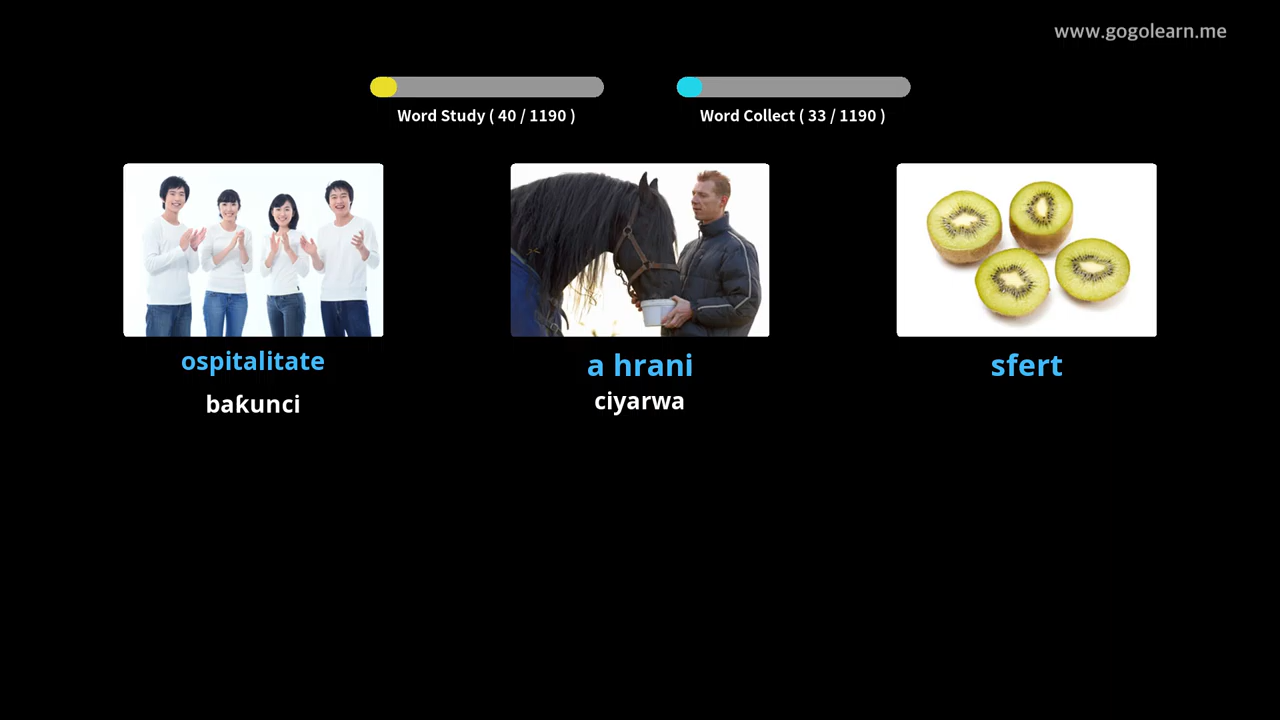 www.gogolearn.me
Word Study ( 40 / 1190 )
Word Collect ( 33 / 1190 )
ospitalitate
a hrani
sfert
baƙunci
ciyarwa